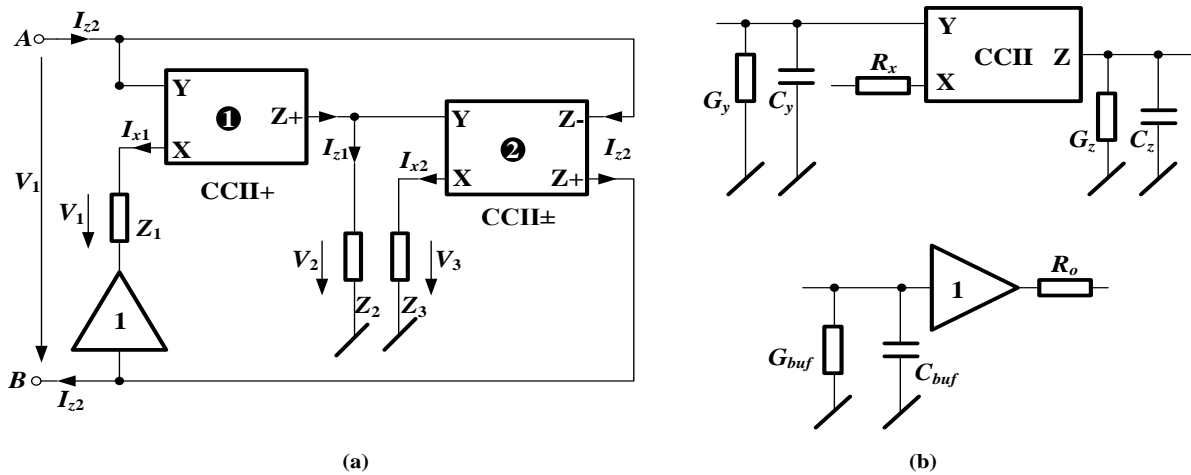 A
I_z2
Y
X
Z+
❶
I_x1
CCII+
V_1
V_1
Z_1
1
B
I_z2
I_z1
V_2
Z_2
I_x2
Y
X
Z-
Z+
❷
I_z2
CCII±
V_3
Z_3
(a)
Y
X
CCII
Z
R_x
G_y
C_y
G_z
C_z
1
R_o
G_buf
C_buf
(b)